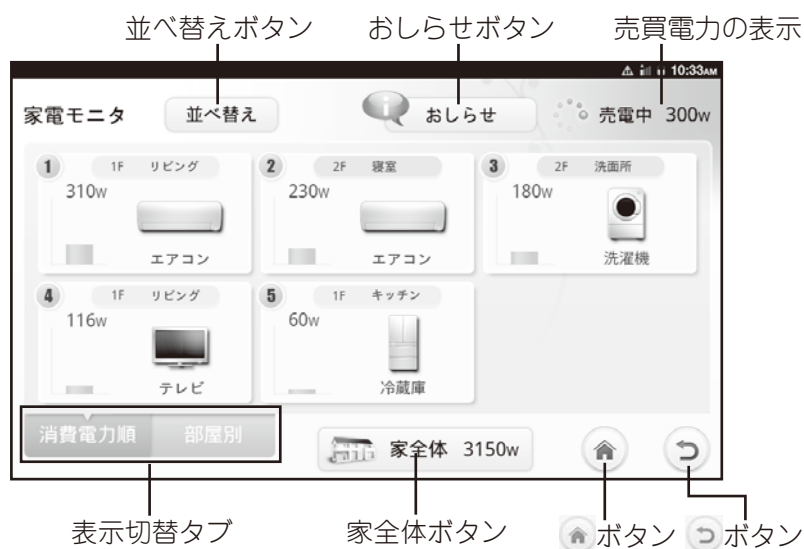 並べ替えボタン おしらせボタン 売買電力の表示
10:33AM
家電モニタ 並べ替え おしらせ 売電中 300w
1 1F リビング 2 2F 寝室 3 2F 洗面所
310w 230w 180w
エアコン エアコン 洗濯機
4 1F リビング 5 1F キッチン
116w 60w
テレビ 冷蔵庫
消費電力順 部屋別 家全体 3150w
表示切替タブ 家全体ボタン ボタン ボタン